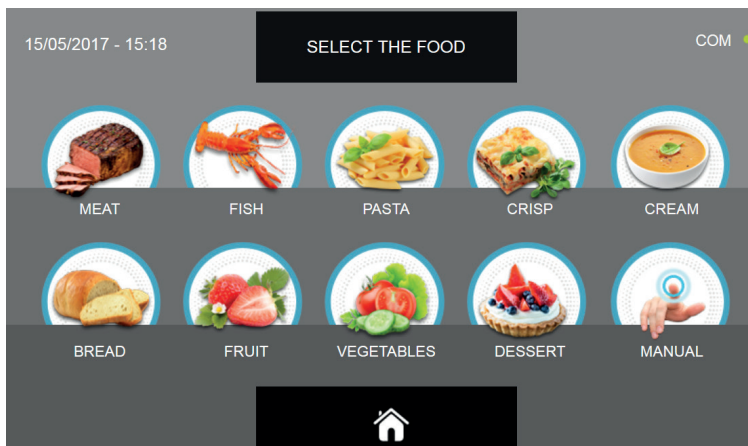 15/05/2017 - 15:18
SELECT THE FOOD
COM
MEAT
FISH
PASTA
CRISP
CREAM
BREAD
FRUIT
VEGETABLES
DESSERT
MANUAL